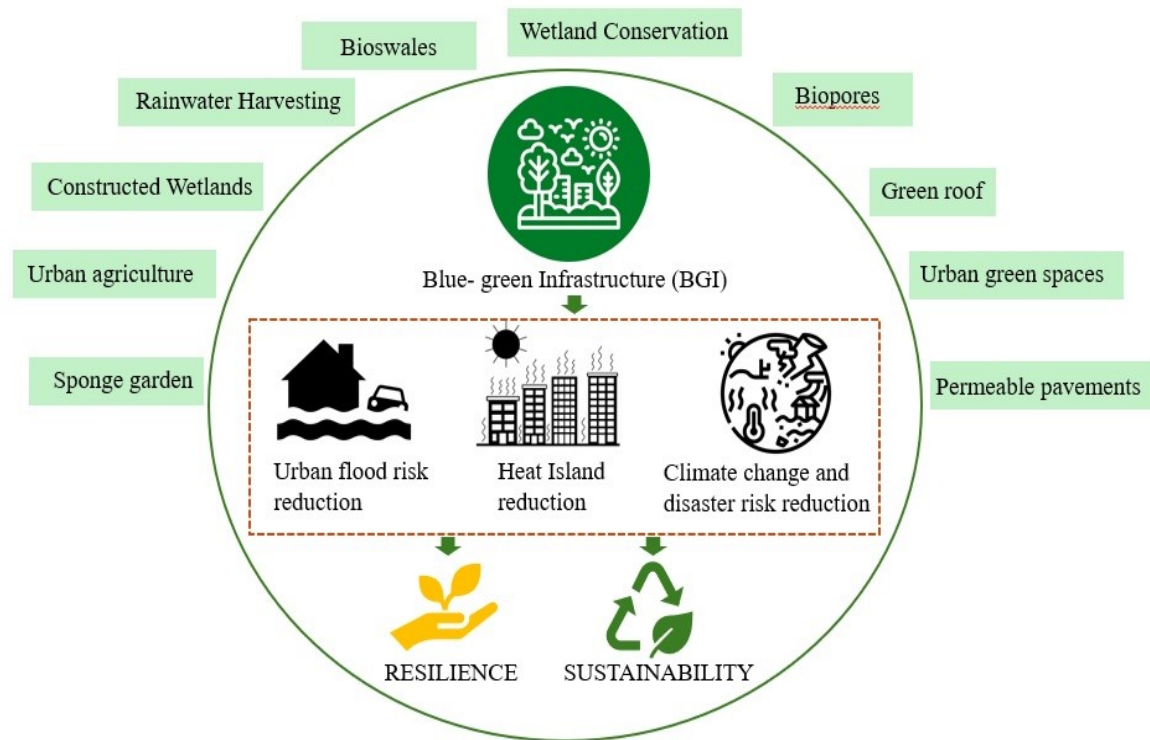 Wetland Conservation
Bioswales
Biopores
Rainwater Harvesting
Constructed Wetlands
Green roof
Urban agriculture
Urban green spaces
Sponge garden
Permeable pavements
Blue- green Infrastructure (BGI)
Urban flood risk
reduction
Heat Island
reduction
Climate change and
disaster risk reduction
RESILIENCE
SUSTAINABILITY